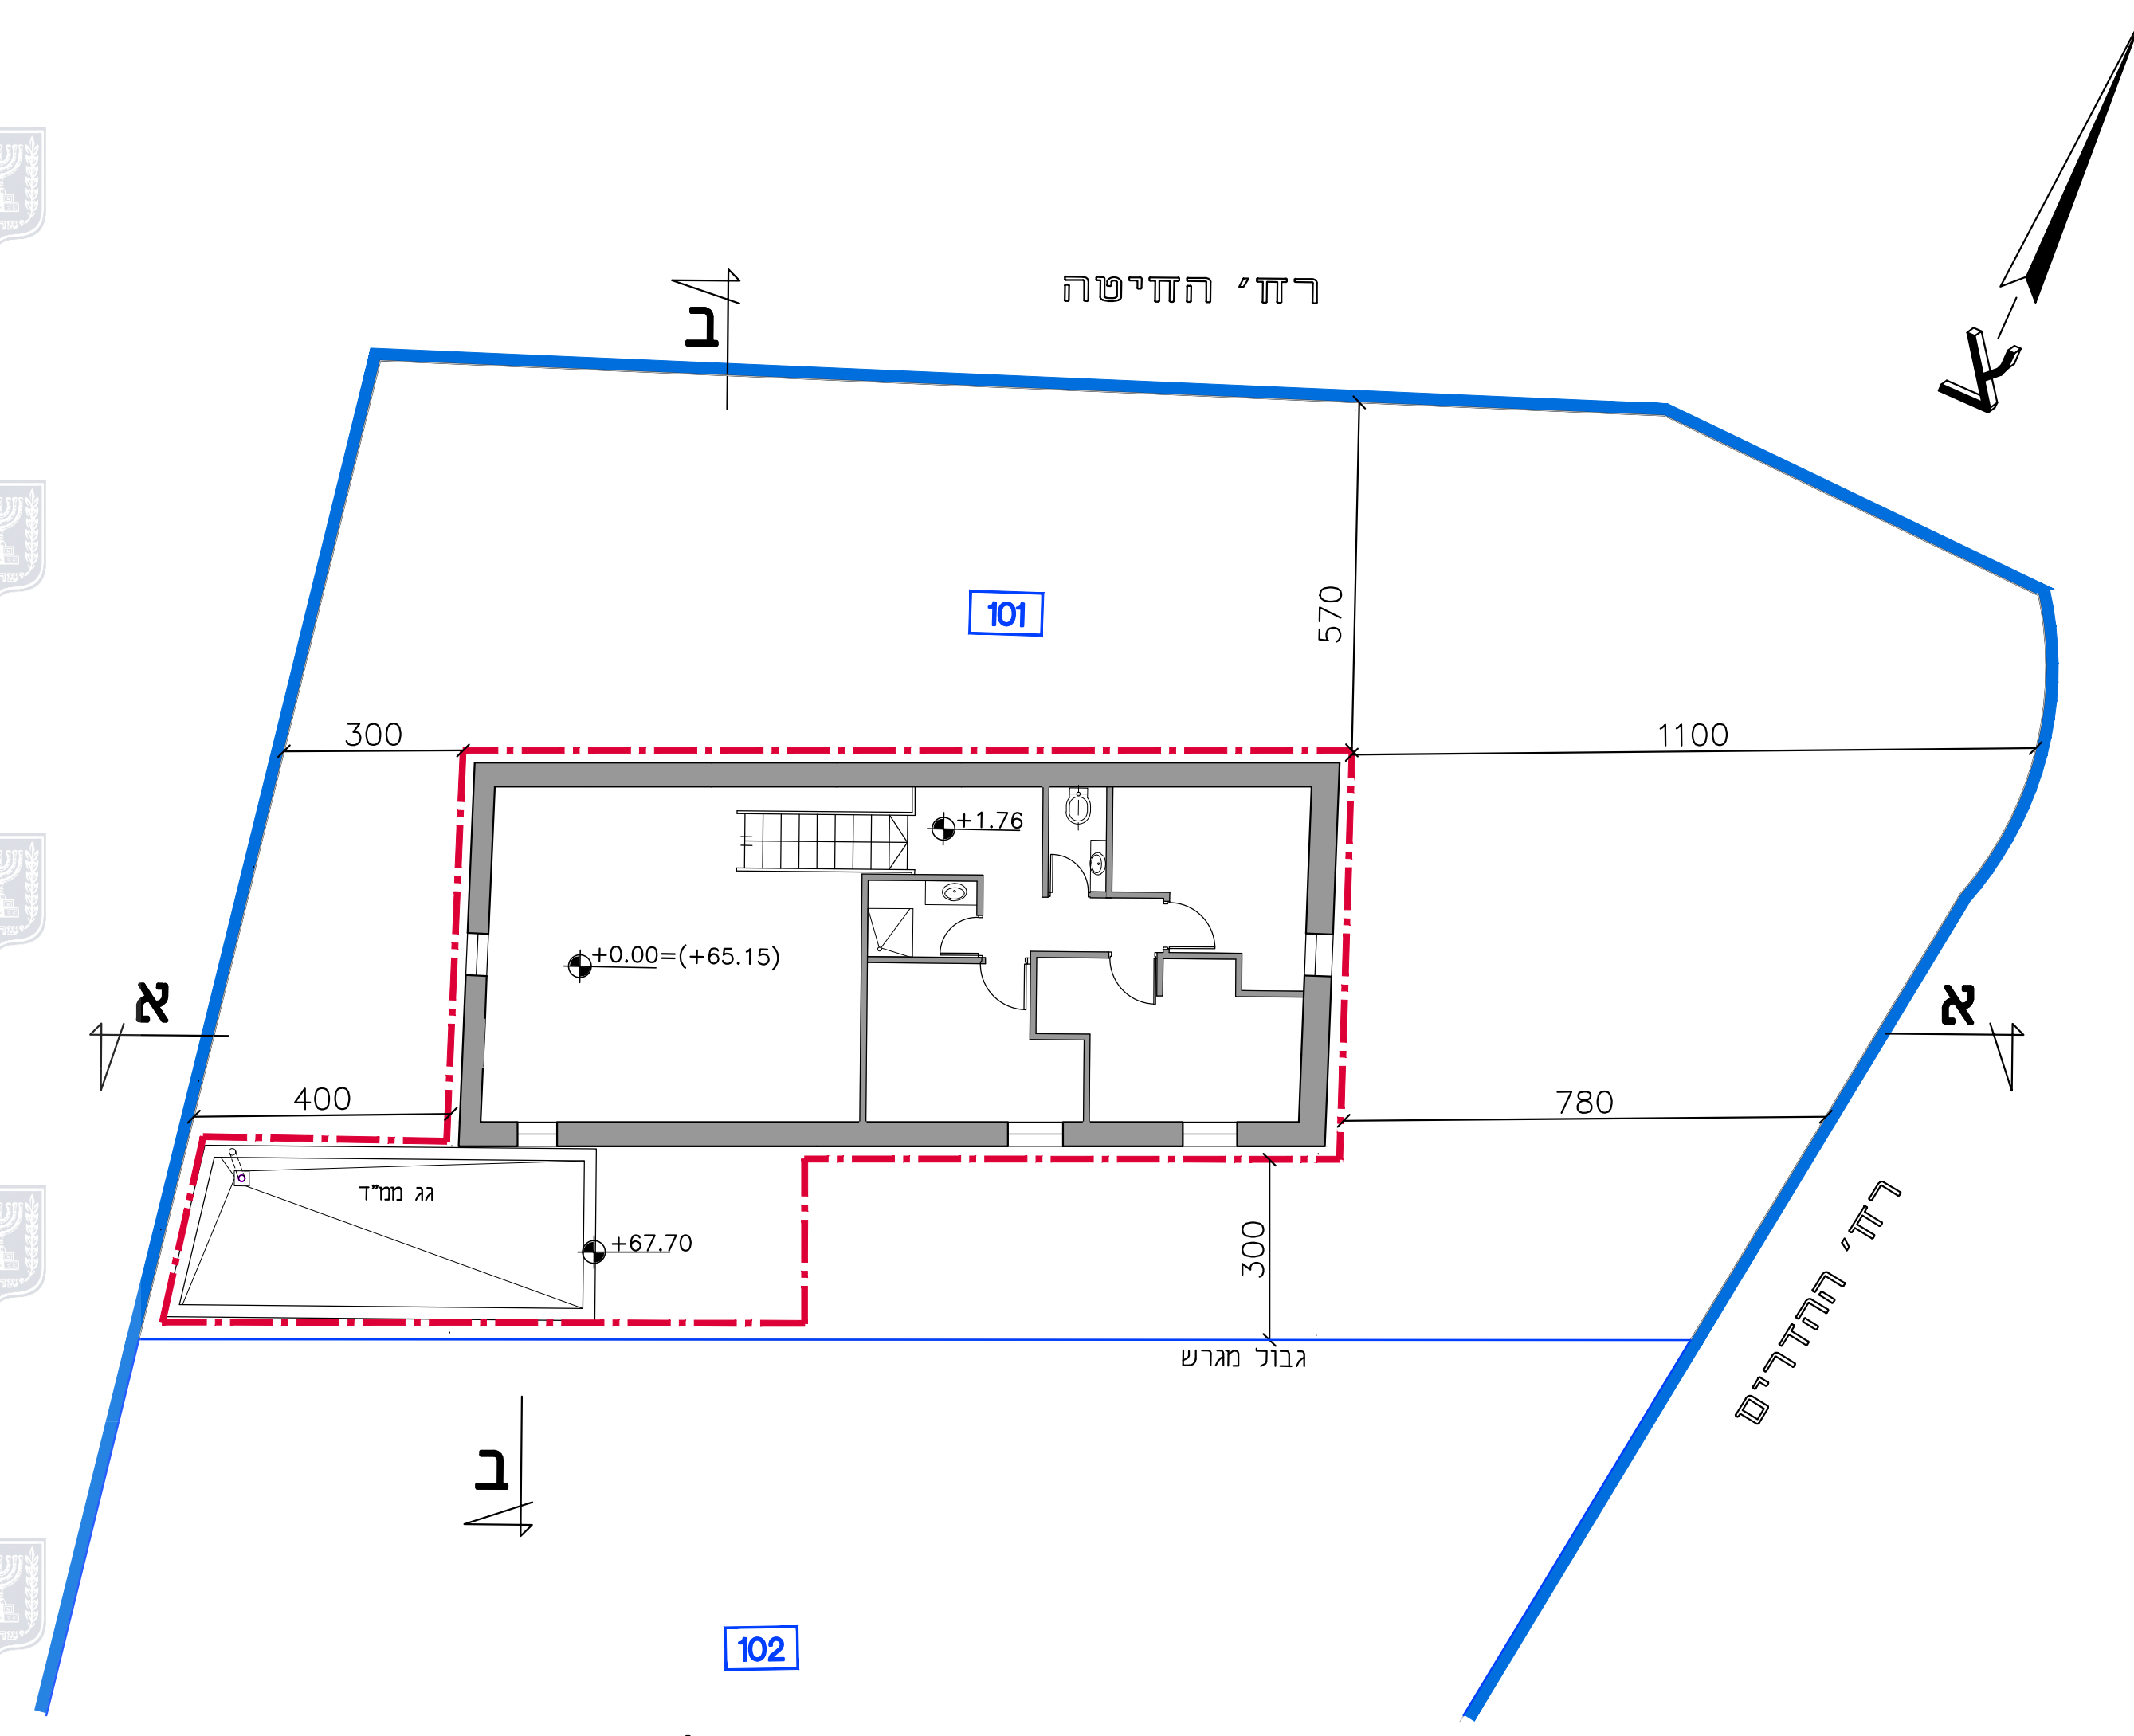 רח' החיטה
ב
101
570
300
1100
+1.76
+0.00=(+65.15)
א
א
400
780
גג ממ"ד
+67.70
300
רח' ההדרים
גבול מגרש
ב
102